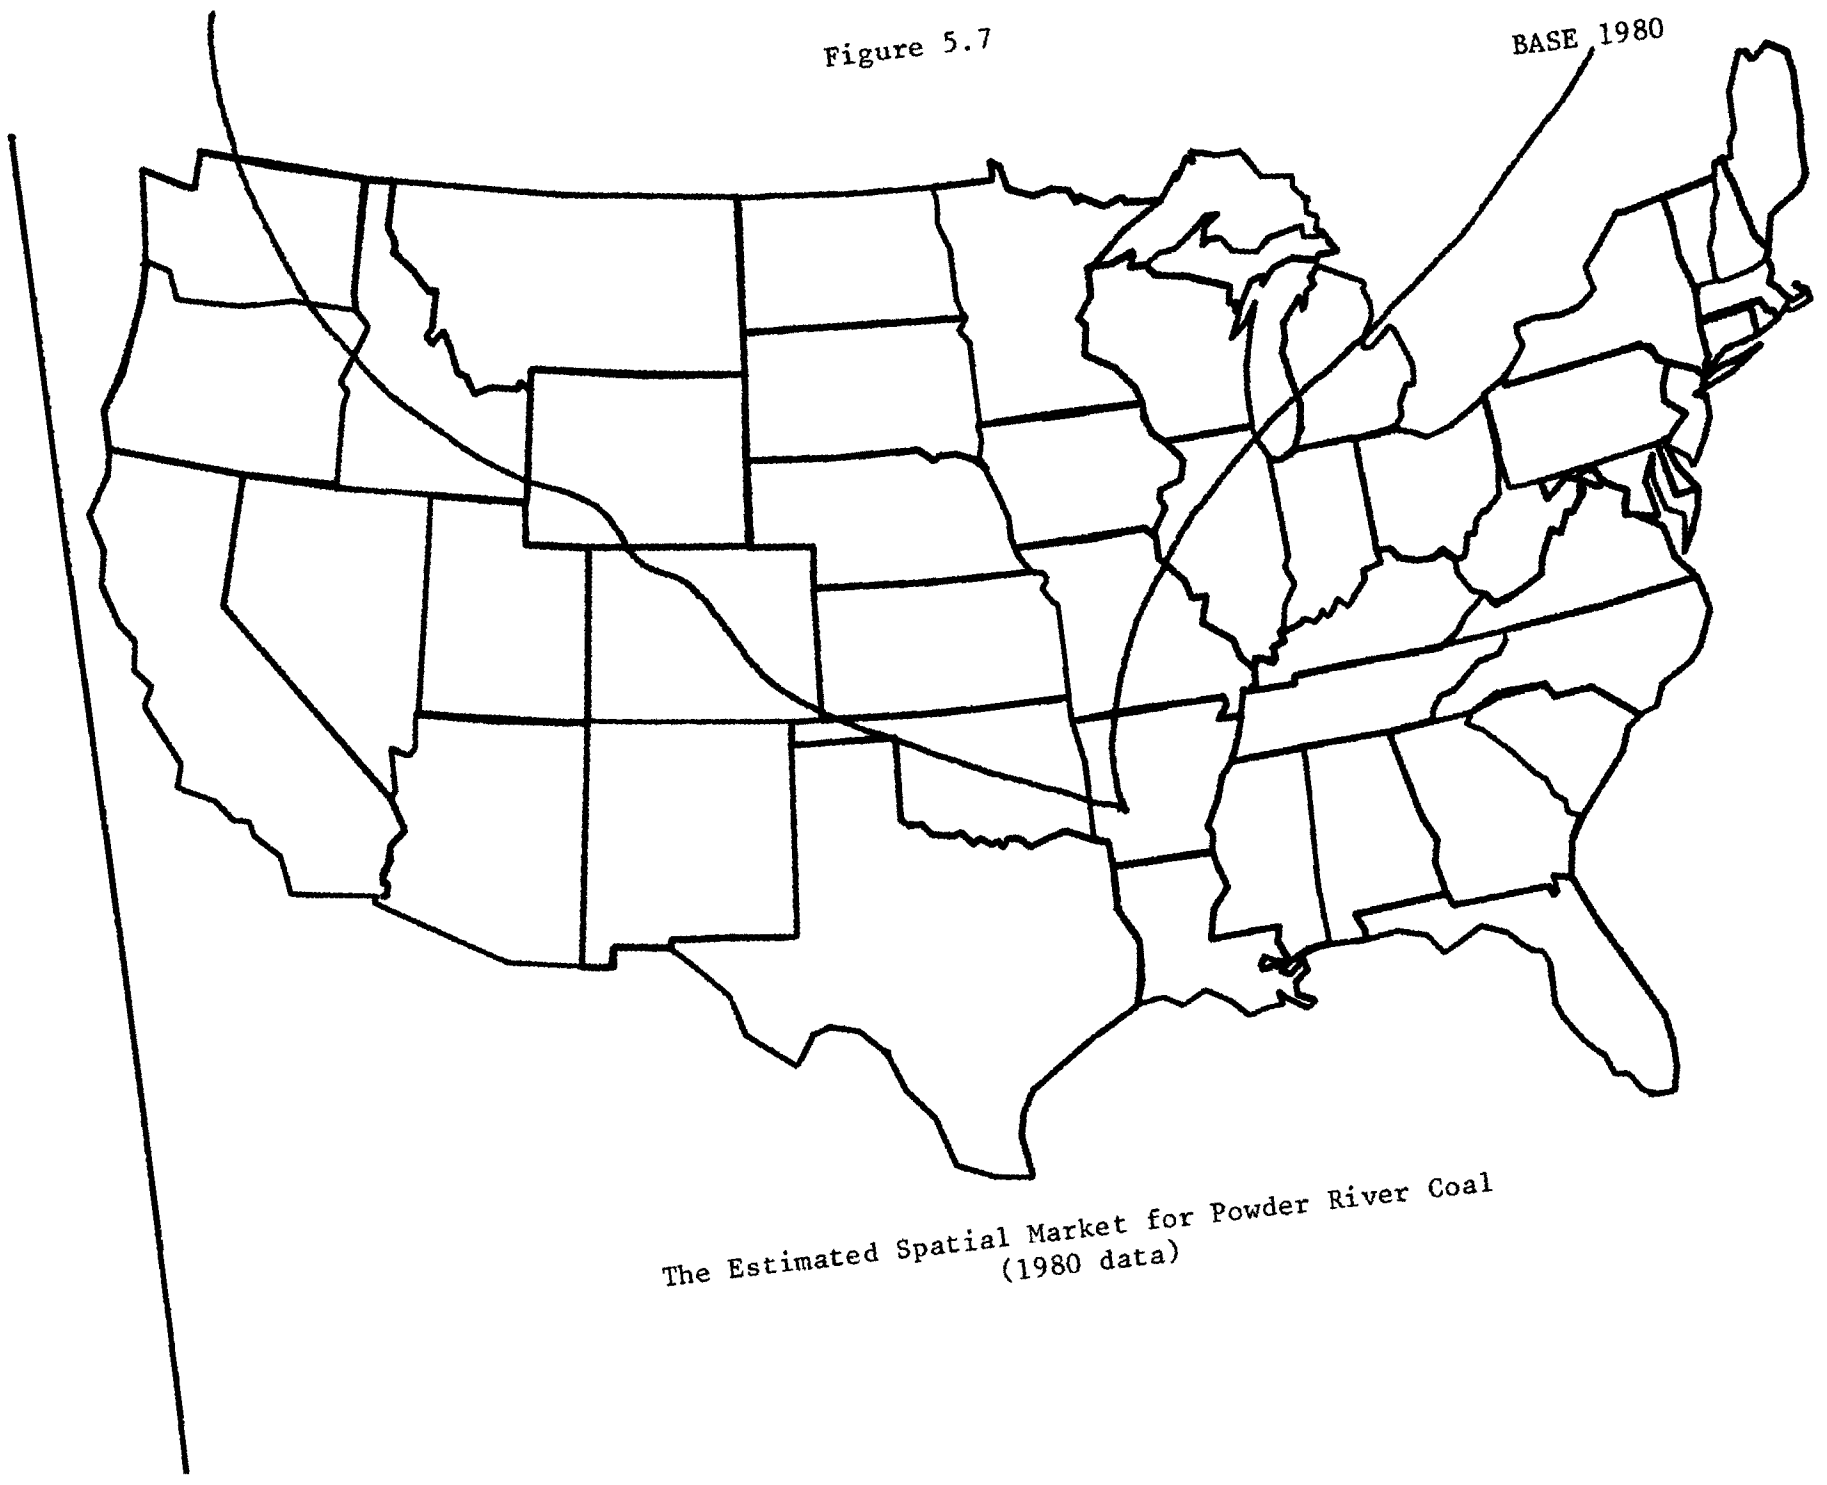 Figure 5.7
BASE 1980
The Estimated Spatial Market for Powder River Coal
(1980 data)